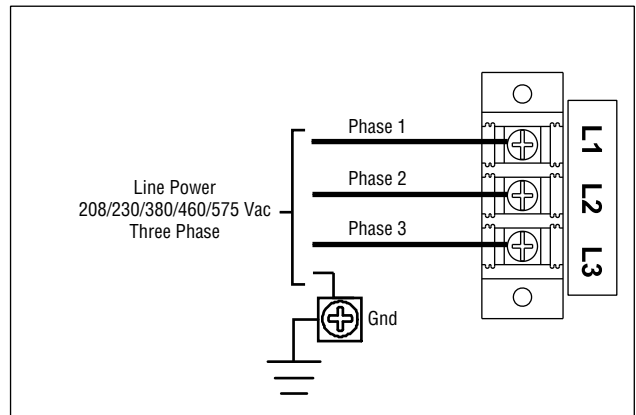 Phase 1
L1
Phase 2
L2
Line Power
208/230/380/460/575 Vac
Three Phase
Phase 3
L3
Gnd